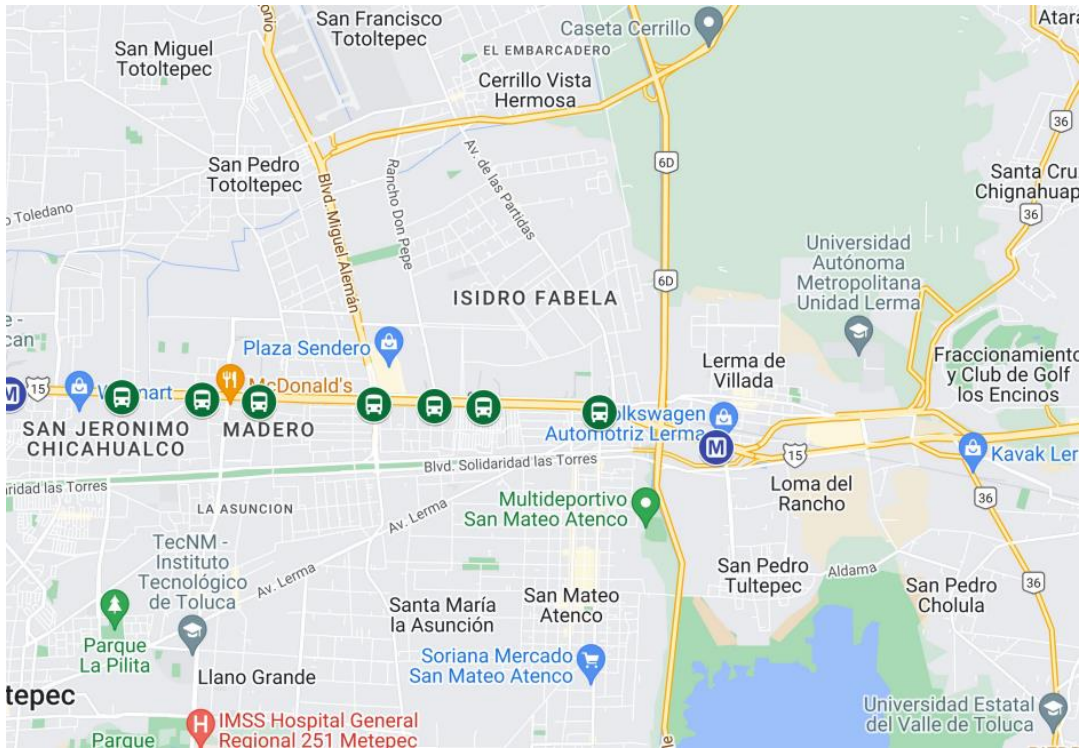 San Francisco
Totoltepec
Atara
San Miguel
Totoltepec
Caseta Cerrillo
EL EMBARCADERO
Cerrillo Vista
Hermosa
36
San Pedro
Totoltepec
6D
Santa Cru
Chignahuap
36
Rancho Don Pepe
Av. de las Partidas
o Toledano
Blvd. Miguel Alemán
Universidad
Autónoma
Metropolitana
Unidad Lerma
6D
ISIDRO FABELA
can
Plaza Sendero
Lerma de
Villada
Fraccionamiento
y Club de Golf
los Encinos
M
15
McDonald's
SAN JERONIMO
CHICAHUALCO
MADERO
olkswagen
Automotriz Lerma
M
15
Kavak Ler
Blvd. Solidaridad las Torres
aridad las Torres
Loma del
Rancho
36
LA ASUNCION
Av. Lerma
Multideportivo
San Mateo Atenco
TecNM -
Instituto
Tecnológico
de Toluca
Av. Lerma
San Pedro
Tultepec
Aldama
36
San Pedro
Cholula
Santa María
la Asunción
San Mateo
Atenco
Parque
La Pilita
Llano Grande
Soriana Mercado
San Mateo Atenco
tepec
Universidad Estatal
del Valle de Toluca
H
IMSS Hospital General
Regional 251 Metepec
Parque